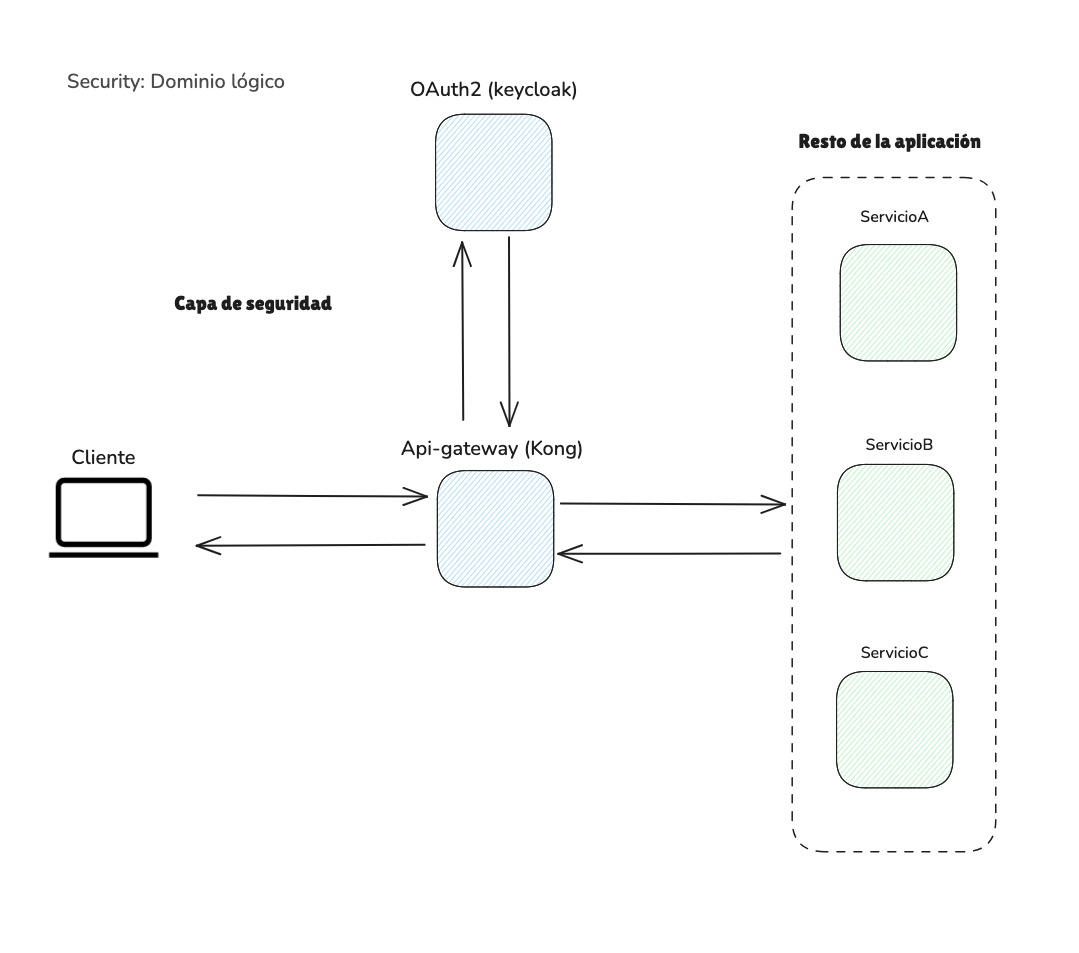 Security: Dominio lógico
OAuth2 (keycloak)
Resto de la aplicación
ServicioA
Capa de seguridad
Api-gateway (Kong)
Cliente
ServicioB
ServicioC